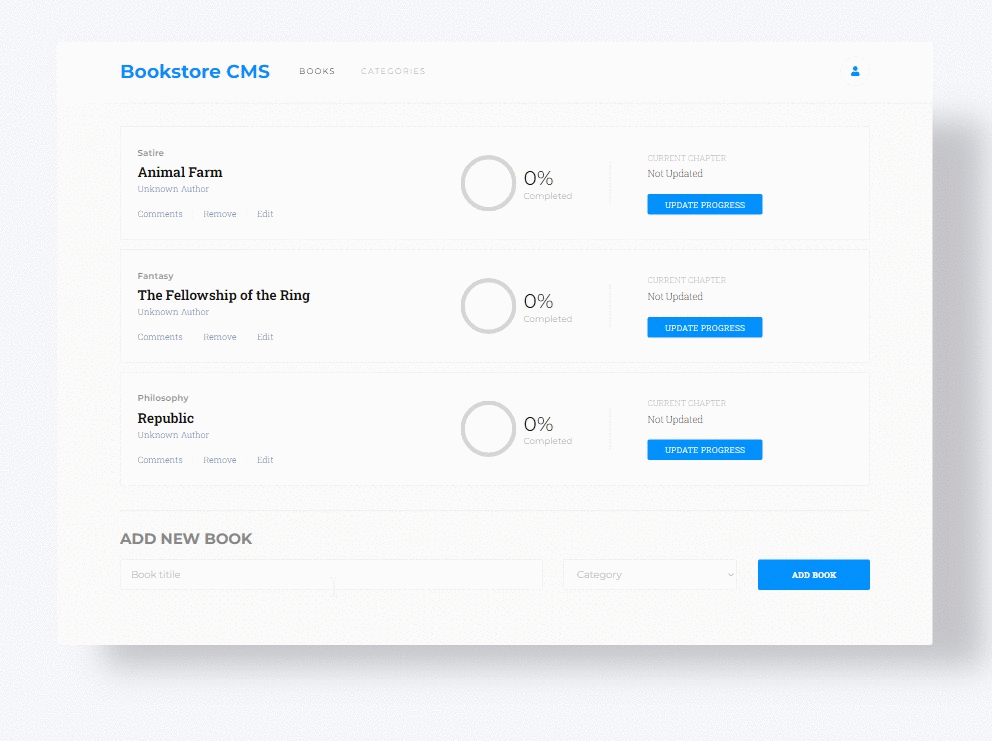 Bookstore CMS BOOKS CATEGORIES
Satire
Animal Farm
Unknown Author
Comments Remove Edit
0%
Completed
CURRENT CHAPTER
Not Updated
UPDATE PROGRESS
Fantasy
The Fellowship of the Ring
Unknown Author
Comments Remove Edit
0%
Completed
CURRENT CHAPTER
Not Updated
UPDATE PROGRESS
Philosophy
Republic
Unknown Author
Comments Remove Edit
0%
Completed
CURRENT CHAPTER
Not Updated
UPDATE PROGRESS
ADD NEW BOOK
Book titile Category ADD BOOK